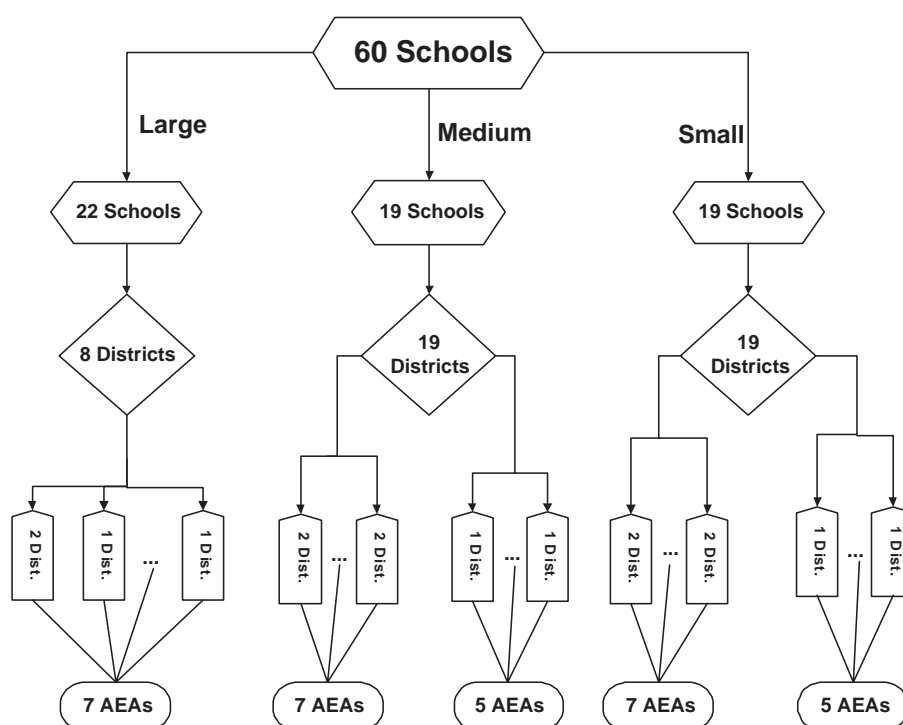 60 Schools
Large
Medium
Small
22 Schools
19 Schools
19 Schools
8 Districts
19
Districts
19
Districts
2 Dist.
1 Dist.
...
1 Dist.
2 Dist.
...
2 Dist.
1 Dist.
...
1 Dist.
2 Dist.
...
2 Dist.
1 Dist.
...
1 Dist.
7 AEAs
7 AEAs
5 AEAs
7 AEAs
5 AEAs